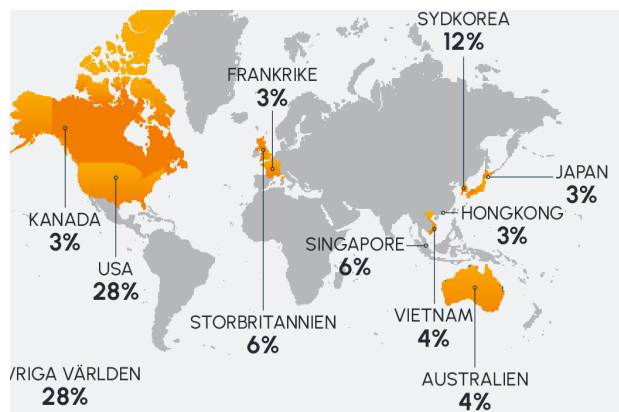 SYDKOREA
12%
FRANKRIKE
3%
JAPAN
3%
HONGKONG
3%
KANADA
3%
SINGAPORE
6%
USA
28%
STORBRITANNIEN
6%
VIETNAM
4%
VRIGA VÄRLDEN
28%
AUSTRALIEN
4%